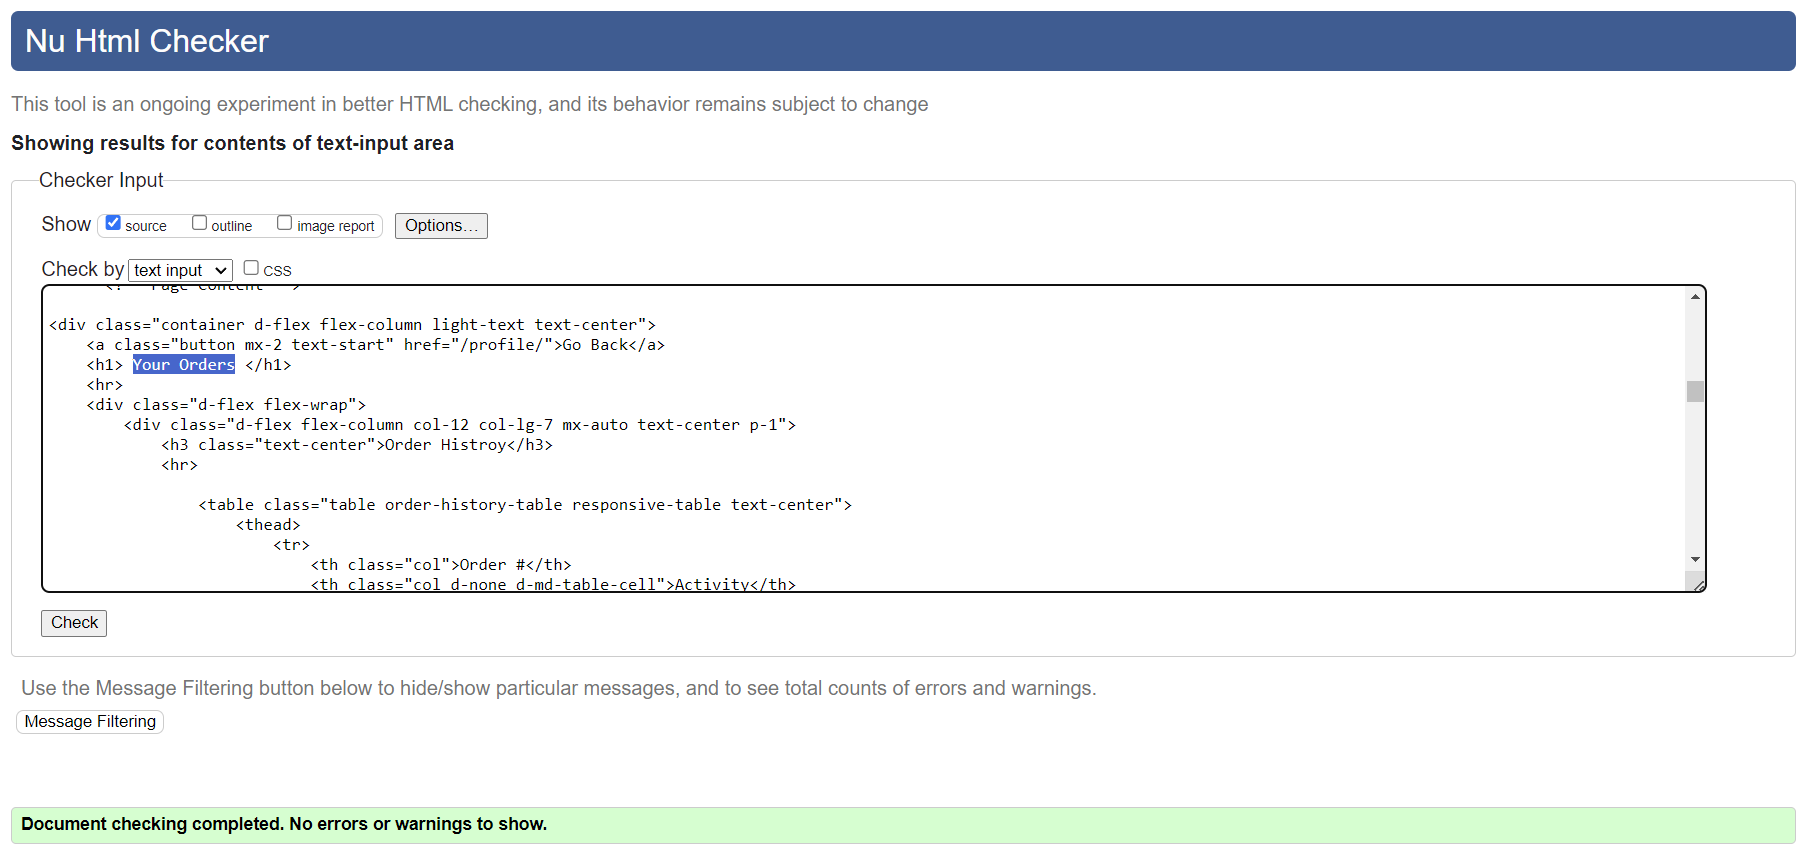 Nu Html Checker
This tool is an ongoing experiment in better HTML checking, and its behavior remains subject to change
Showing results for contents of text-input area
Checker Input
Show source outline image report Options…
Check by text input CSS
<!-- Page Content -->
<div class="container d-flex flex-column light-text text-center">
<a class="button mx-2 text-start" href="/profile/">Go Back</a>
<h1> Your Orders </h1>
<hr>
<div class="d-flex flex-wrap">
<div class="d-flex flex-column col-12 col-lg-7 mx-auto text-center p-1">
<h3 class="text-center">Order Histroy</h3>
<hr>
<table class="table order-history-table responsive-table text-center">
<thead>
<tr>
<th class="col">Order #</th>
<th class="col d-none d-md-table-cell">Activity</th>
Check
Use the Message Filtering button below to hide/show particular messages, and to see total counts of errors and warnings.
Message Filtering
Document checking completed. No errors or warnings to show.